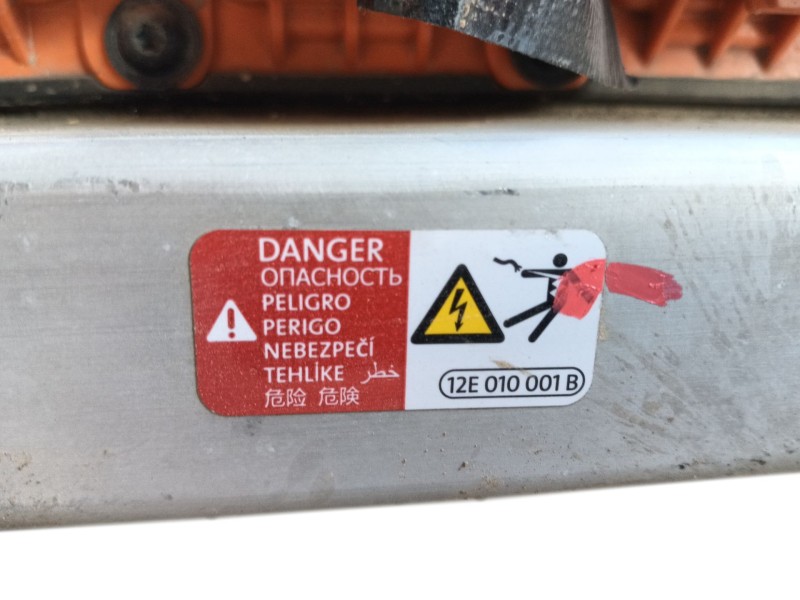 DANGER
ОПАСНОСТЬ
PELIGRO
PERIGO
NEBEZPEČÍ
TEHLİKE خطر
危险 危険
12E 010 001 B